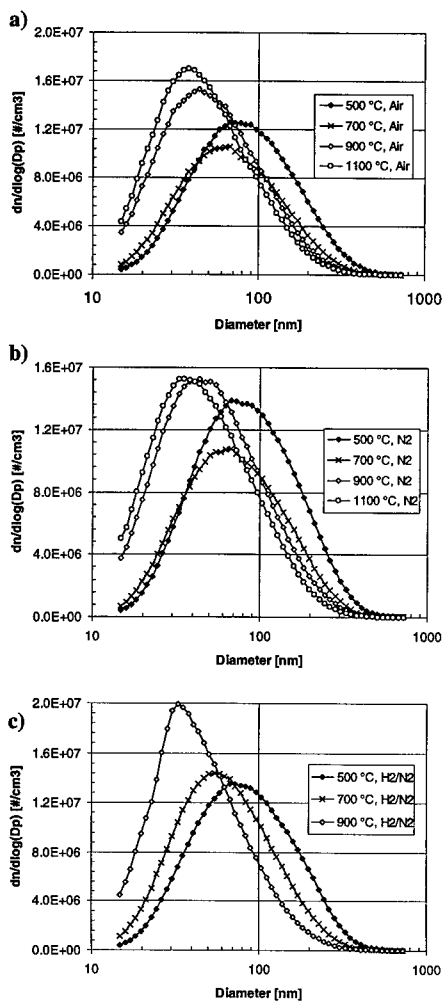 a)
2.0E+07
1.6E+07
1.2E+07
8.0E+06
4.0E+06
0.0E+00
dn/dlog(Dp) [#/cm3]
500 °C, Air
700 °C, Air
900 °C, Air
1100 °C, Air
10
100
1000
Diameter [nm]
b)
1.6E+07
1.2E+07
8.0E+06
4.0E+06
0.0E+00
dn/dlog(Dp) [#/cm3]
500 °C, N2
700 °C, N2
900 °C, N2
1100 °C, N2
10
100
1000
Diameter [nm]
c)
2.0E+07
1.6E+07
1.2E+07
8.0E+06
4.0E+06
0.0E+00
dn/dlog(Dp) [#/cm3]
500 °C, H2/N2
700 °C, H2/N2
900 °C, H2/N2
10
100
1000
Diameter [nm]